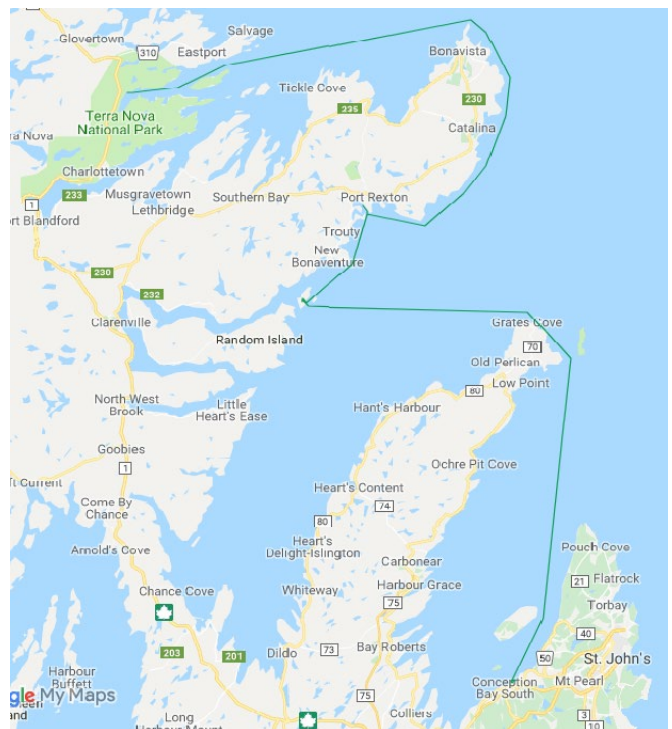 Glovertown
310
Eastport
Salvage
Bonavista
Tickle Cove
230
235
Catalina
Terra Nova
National Park
ra Nova
Charlottetown
233
Musgravetown
Lethbridge
Southern Bay
Port Rexton
1
ort Blandford
Trouty
New
Bonaventure
230
232
Clarenville
Random Island
Grates Cove
70
Old Perlican
80
Low Point
North West
Brook
Little
Heart's Ease
Hant's Harbour
Goobies
1
Ochre Pit Cove
Come By
Chance
Heart's Content
74
80
Arnold's Cove
Heart's
Delight-Islington
Pouch Cove
Carbonear
21
Flatrock
Chance Cove
Whiteway
Harbour Grace
75
Torbay
40
203
201
73
Dildo
Bay Roberts
50
St. John's
Harbour
Buffett
Conception
Bay South
Mt Pearl
gle My Maps
75
3
Long
Harbour Mount
Colliers
10